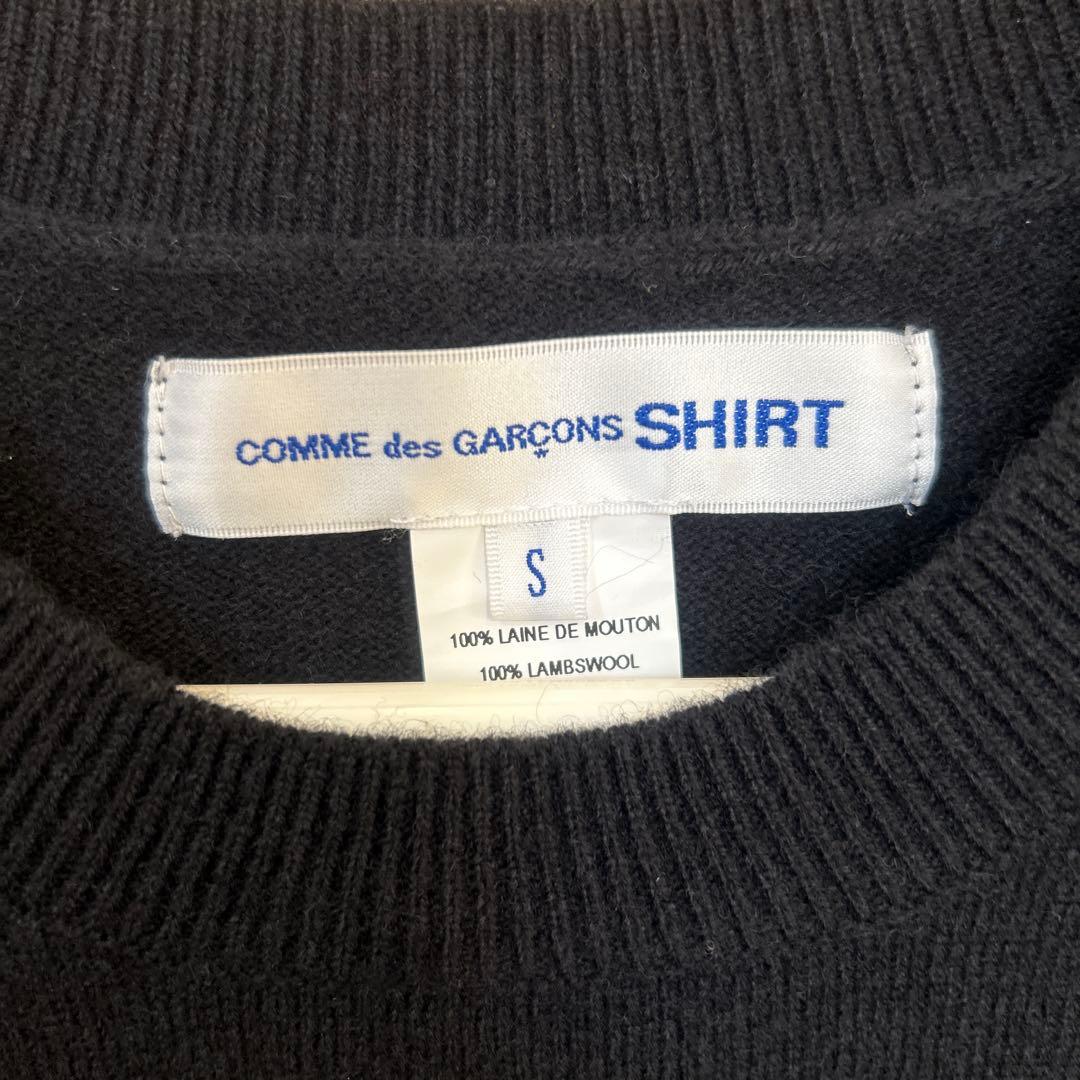 COMME des GARÇONS SHIRT
S
100% LAINE DE MOUTON
100% LAMBSWOOL